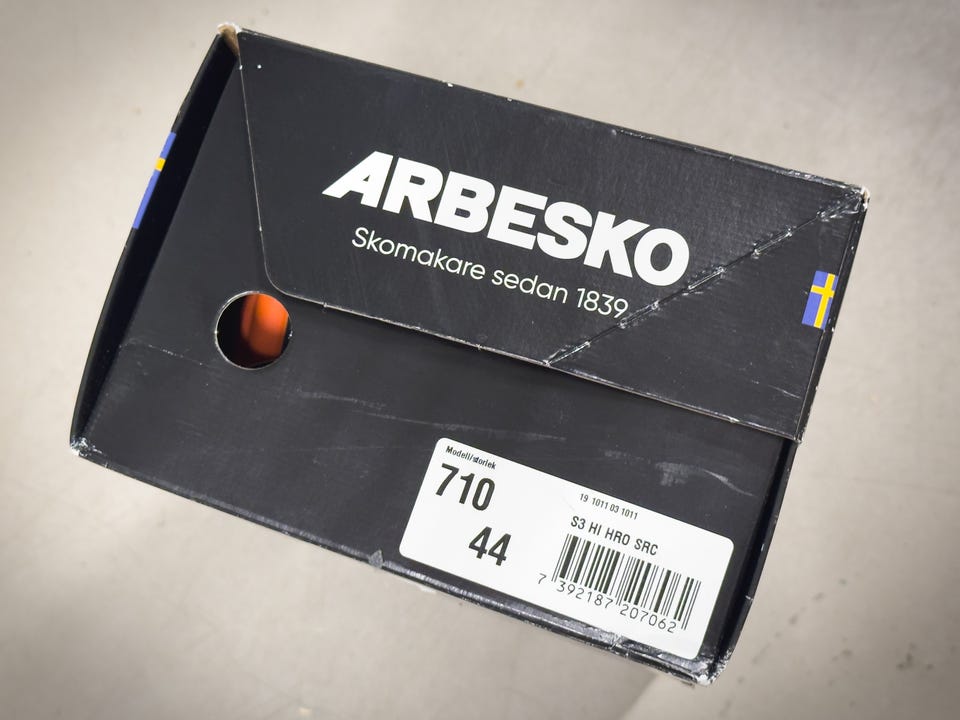 ARBESKO
Skomakare sedan 1839
Modell/storlek
710
44
19 1011 03 1011
S3 HI HRO SRC
7 392187 207062